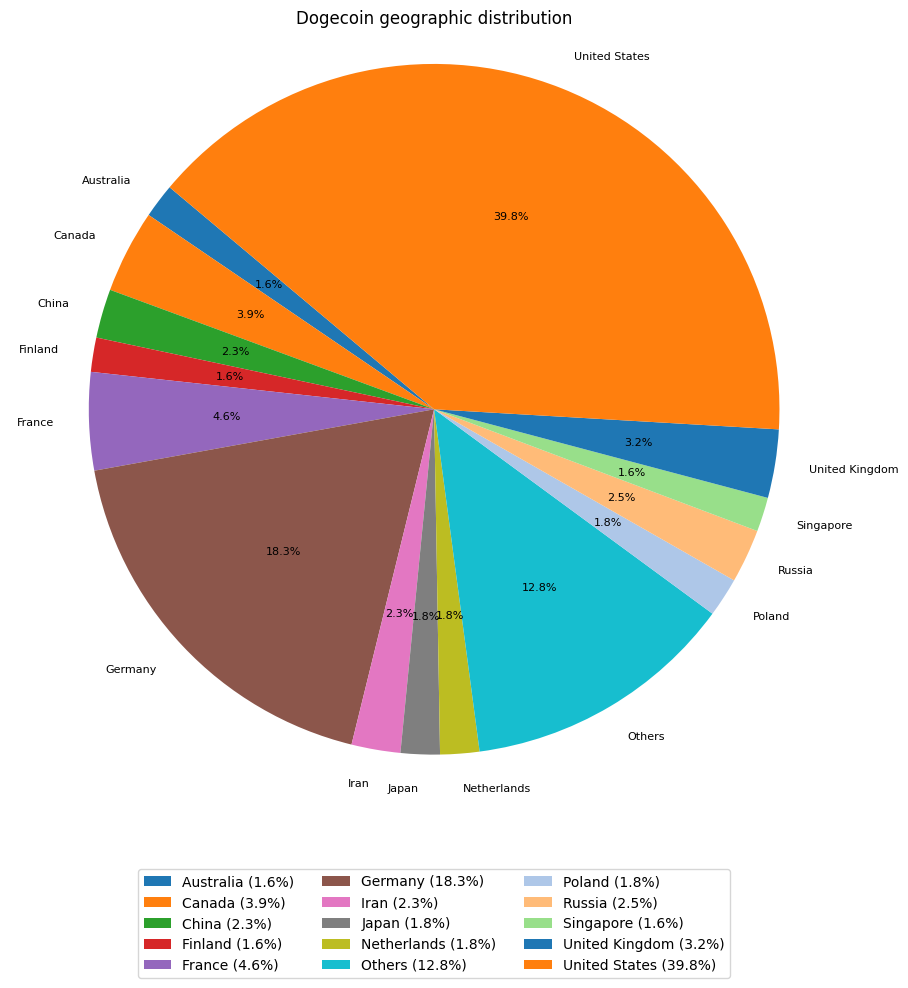 Dogecoin geographic distribution
United States
Australia
Canada
China
Finland
France
Germany
Iran
Japan
Netherlands
Others
Poland
Russia
Singapore
United Kingdom
39.8%
1.6%
3.9%
2.3%
1.6%
4.6%
18.3%
2.3%
1.8%
1.8%
12.8%
1.8%
2.5%
1.6%
3.2%
Australia (1.6%)
Canada (3.9%)
China (2.3%)
Finland (1.6%)
France (4.6%)
Germany (18.3%)
Iran (2.3%)
Japan (1.8%)
Netherlands (1.8%)
Others (12.8%)
Poland (1.8%)
Russia (2.5%)
Singapore (1.6%)
United Kingdom (3.2%)
United States (39.8%)